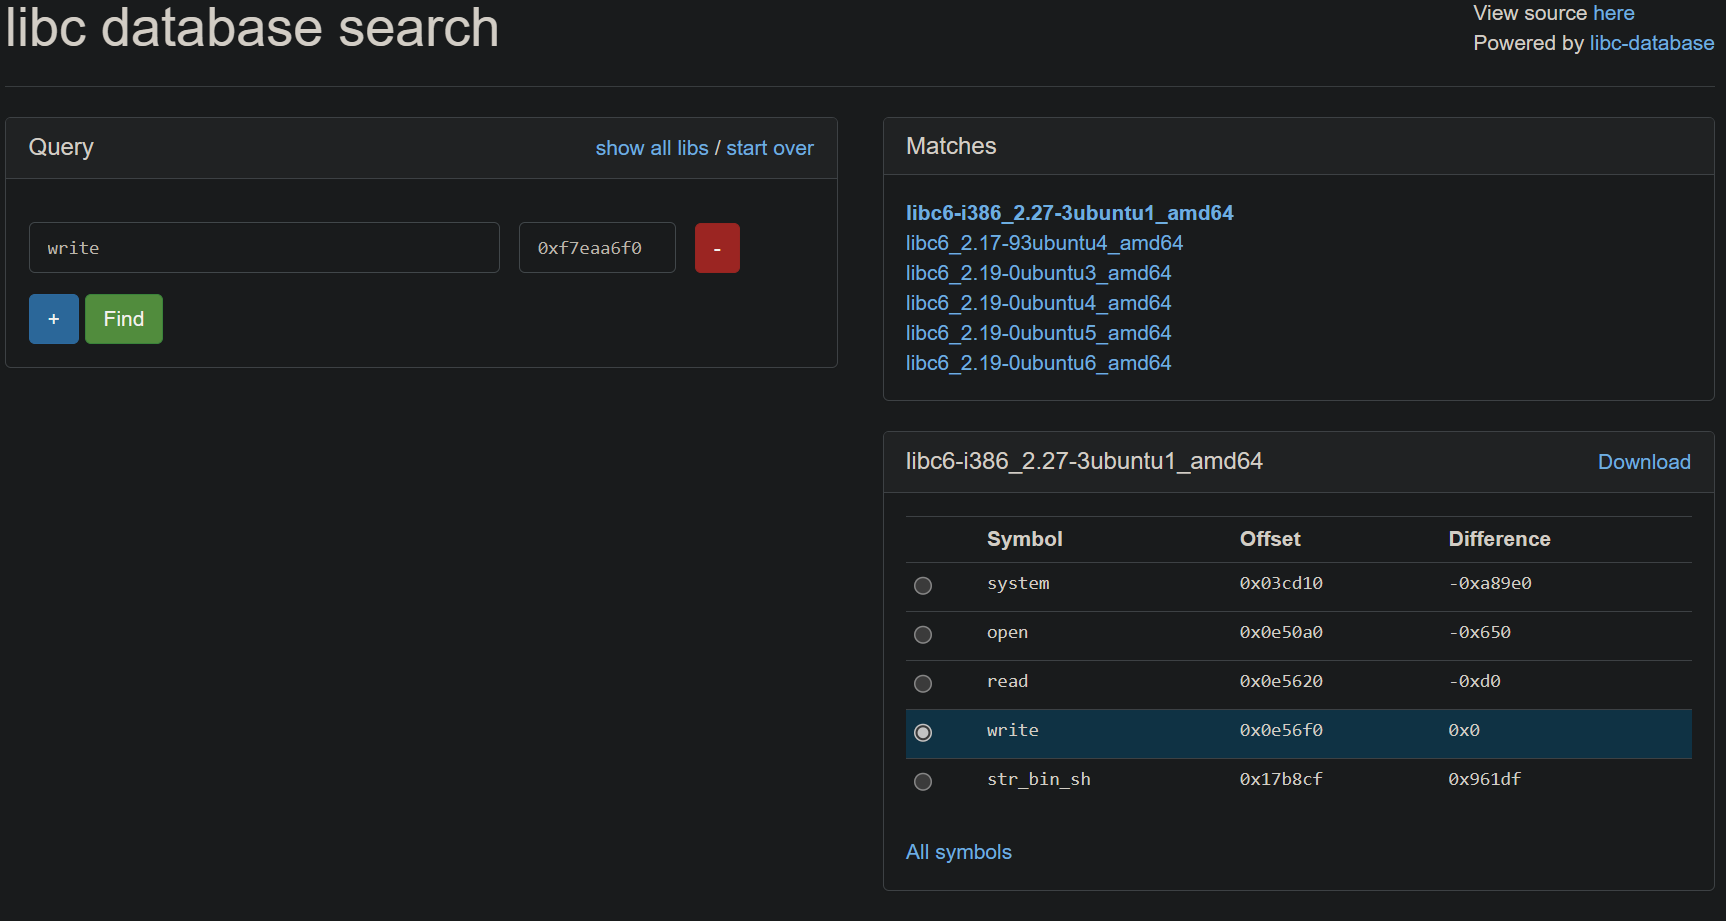 libc database search
View source here
Powered by libc-database
Query
show all libs / start over
write
0xf7eaa6f0
-
+
Find
Matches
libc6-i386_2.27-3ubuntu1_amd64
libc6_2.17-93ubuntu4_amd64
libc6_2.19-0ubuntu3_amd64
libc6_2.19-0ubuntu4_amd64
libc6_2.19-0ubuntu5_amd64
libc6_2.19-0ubuntu6_amd64
libc6-i386_2.27-3ubuntu1_amd64
Download
Symbol Offset Difference
system 0x03cd10 -0xa89e0
open 0x0e50a0 -0x650
read 0x0e5620 -0xd0
write 0x0e56f0 0x0
str_bin_sh 0x17b8cf 0x961df
All symbols